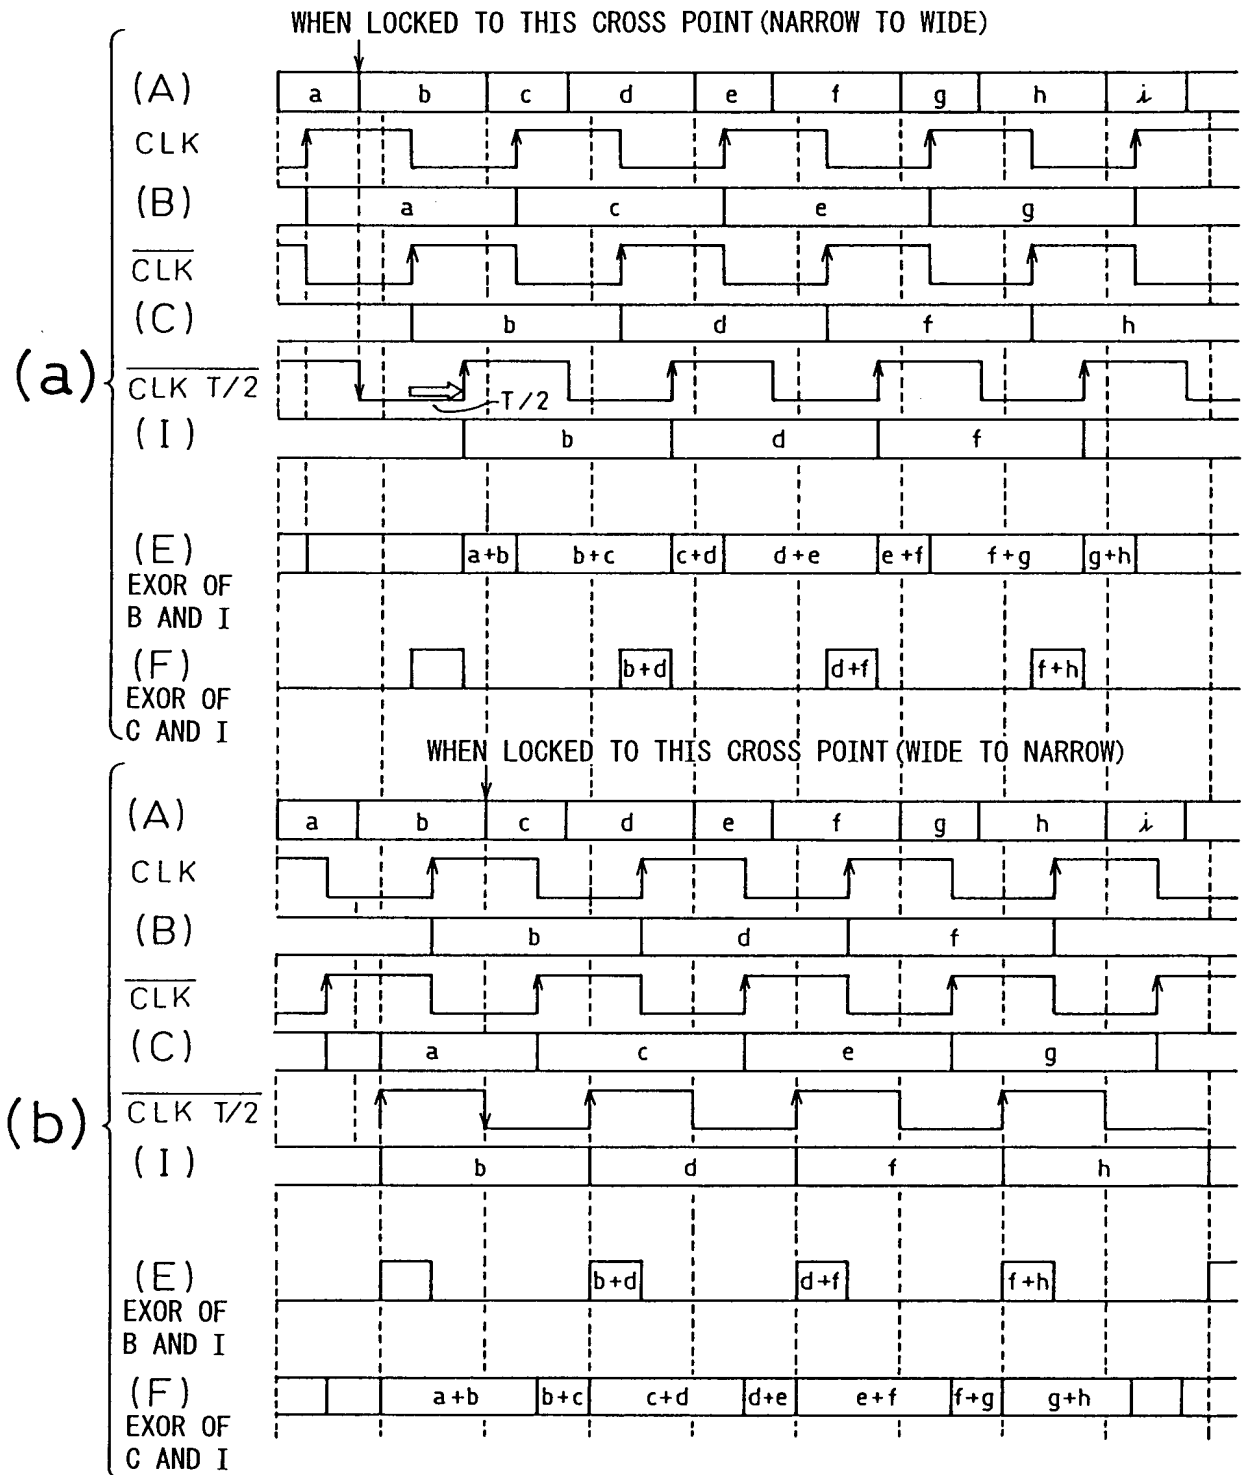 WHEN LOCKED TO THIS CROSS POINT(NARROW TO WIDE)
(a)
(A) a b c d e f g h i
CLK
(B) a c e g
CLK
(C) b d f h
CLK T/2 T/2
(I) b d f
(E) a+b b+c c+d d+e e+f f+g g+h
EXOR OF
B AND I
(F) b+d d+f f+h
EXOR OF
C AND I
WHEN LOCKED TO THIS CROSS POINT(WIDE TO NARROW)
(b)
(A) a b c d e f g h i
CLK
(B) b d f
CLK
(C) a c e g
CLK T/2
(I) b d f h
(E) b+d d+f f+h
EXOR OF
B AND I
(F) a+b b+c c+d d+e e+f f+g g+h
EXOR OF
C AND I